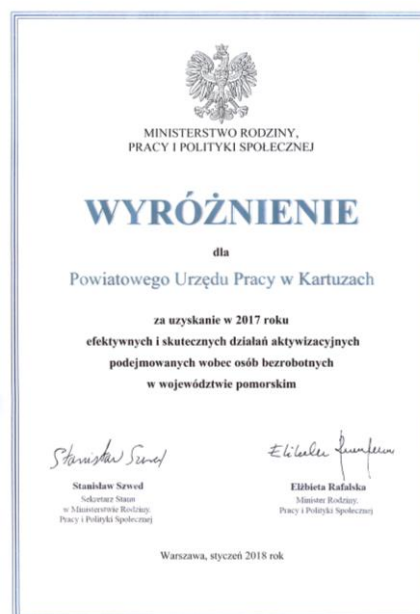 MINISTERSTWO RODZINY,
PRACY I POLITYKI SPOŁECZNEJ
WYRÓŻNIENIE
dla
Powiatowego Urzędu Pracy w Kartuzach
za uzyskanie w 2017 roku
efektywnych i skutecznych działań aktywizacyjnych
podejmowanych wobec osób bezrobotnych
w województwie pomorskim
Stanisław Szwed
Stanisław Szwed
Sekretarz Stanu
w Ministerstwie Rodziny,
Pracy i Polityki Społecznej
Elżbieta Rafalska
Minister Rodziny,
Pracy i Polityki Społecznej
Warszawa, styczeń 2018 rok